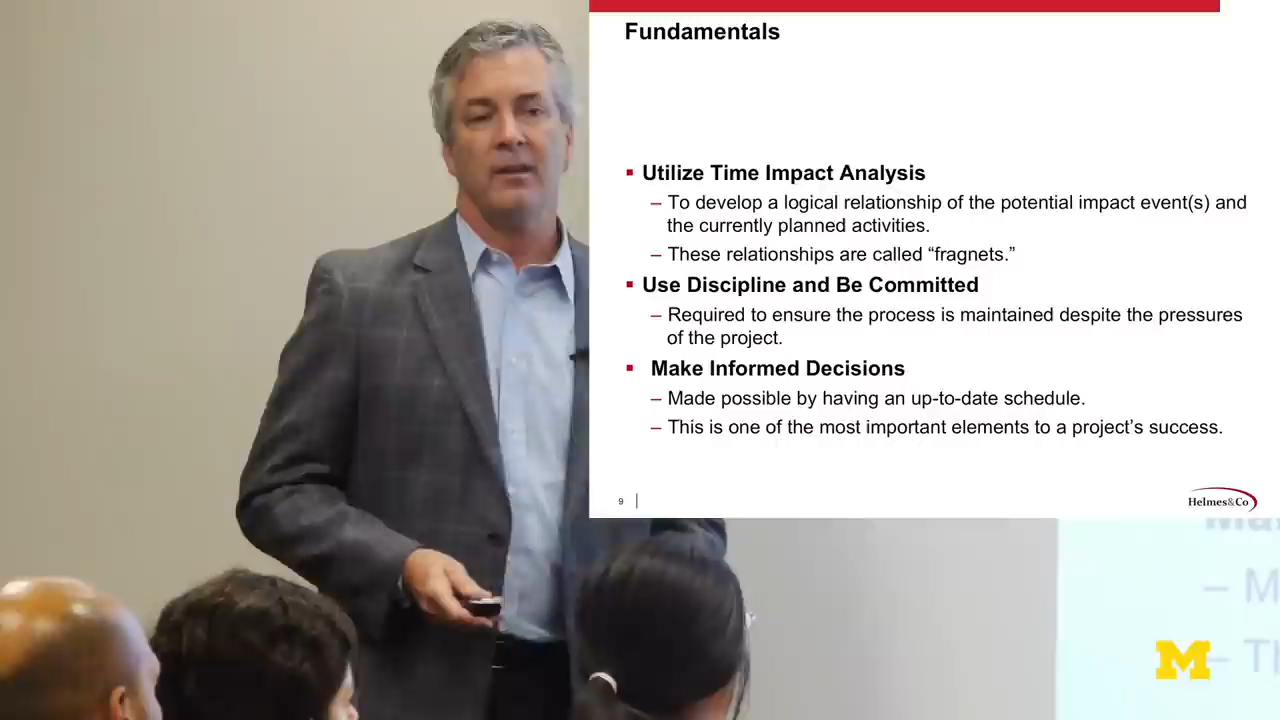 Fundamentals
▪ Utilize Time Impact Analysis
– To develop a logical relationship of the potential impact event(s) and
the currently planned activities.
– These relationships are called “fragnets.”
▪ Use Discipline and Be Committed
– Required to ensure the process is maintained despite the pressures
of the project.
▪ Make Informed Decisions
– Made possible by having an up-to-date schedule.
– This is one of the most important elements to a project’s success.
9
Helmes&Co
– M
M
– Th